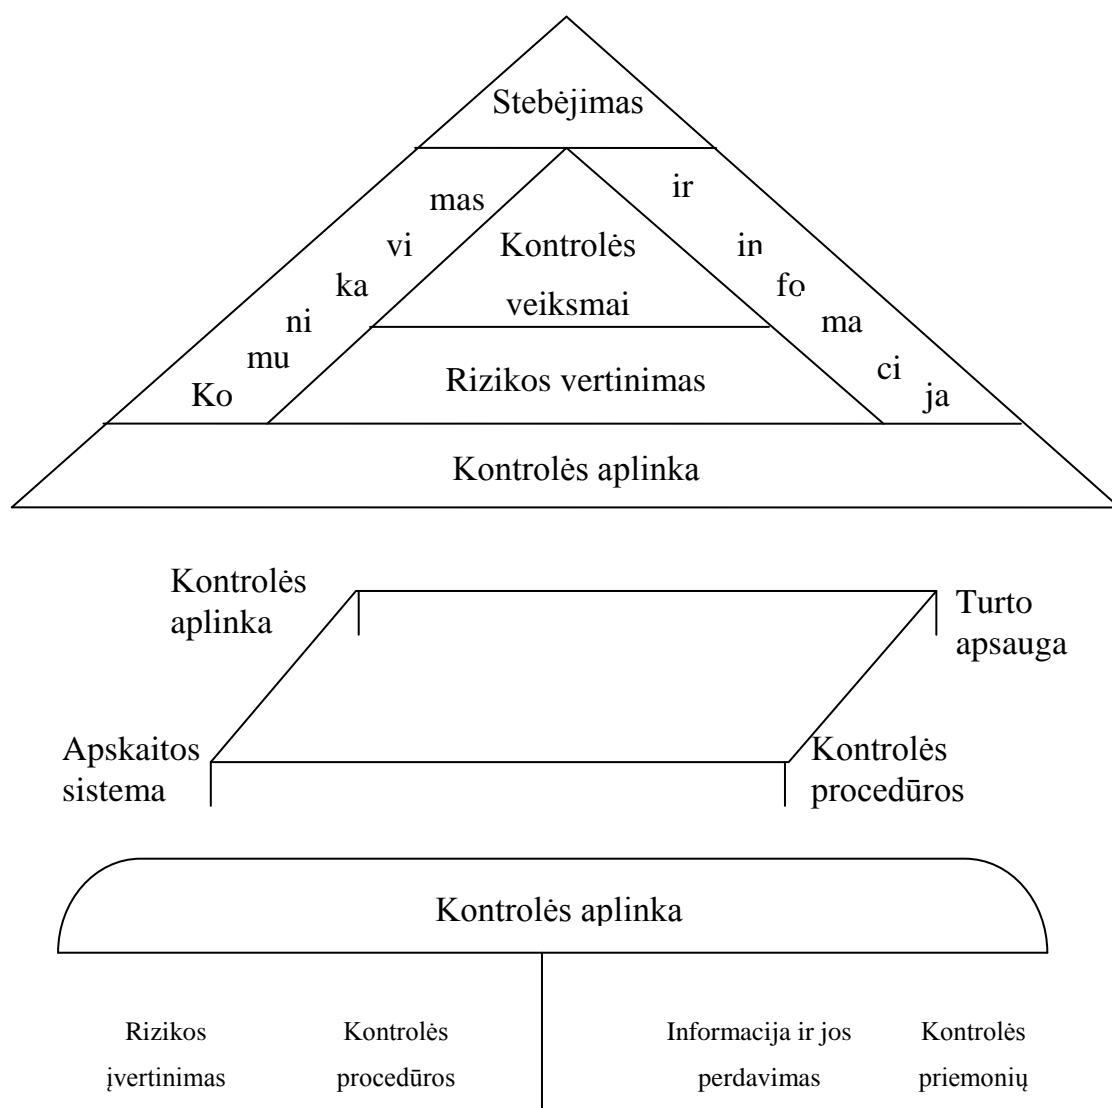 Stebėjimas
Ko
mu
ni
ka
vi
mas
ir
in
fo
ma
ci
ja
Kontrolės
veiksmai
Rizikos vertinimas
Kontrolės aplinka
Kontrolės
aplinka
Turto
apsauga
Apskaitos
sistema
Kontrolės
procedūros
Kontrolės aplinka
Rizikos
įvertinimas
Kontrolės
procedūros
Informacija ir jos
perdavimas
Kontrolės
priemonių